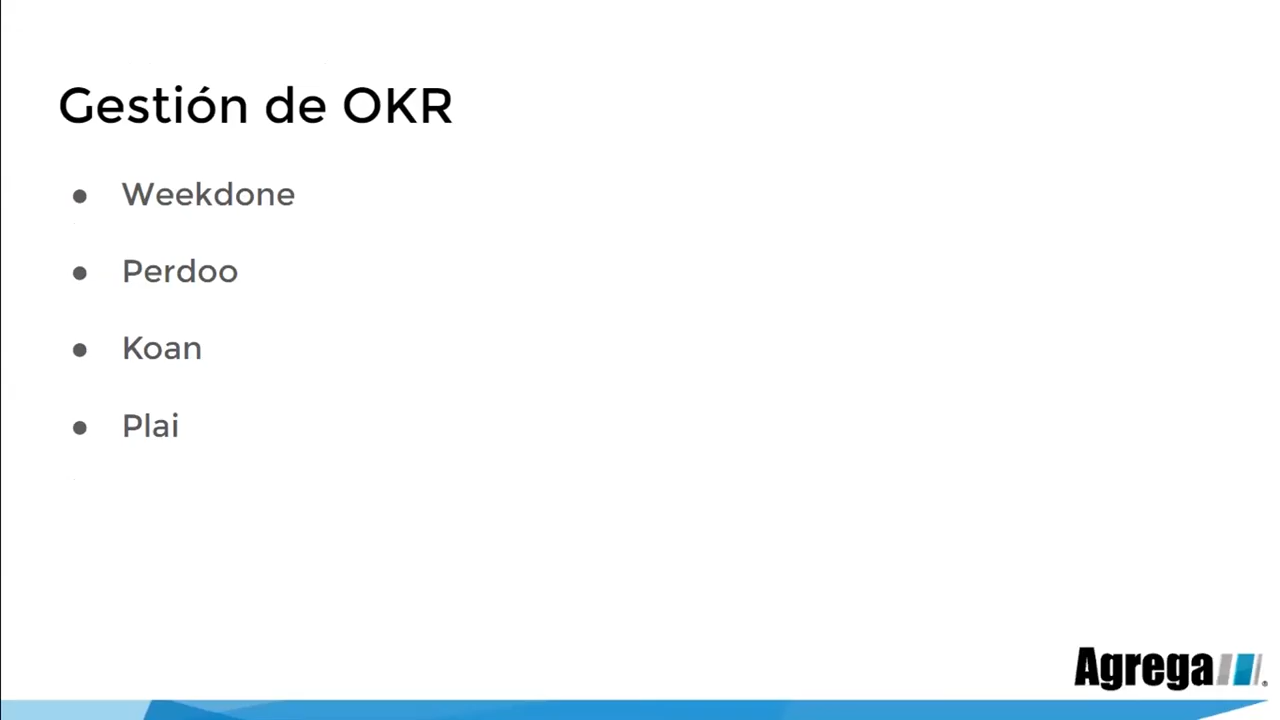 Gestión de OKR
● Weekdone
● Perdoo
● Koan
● Plai
Agrega